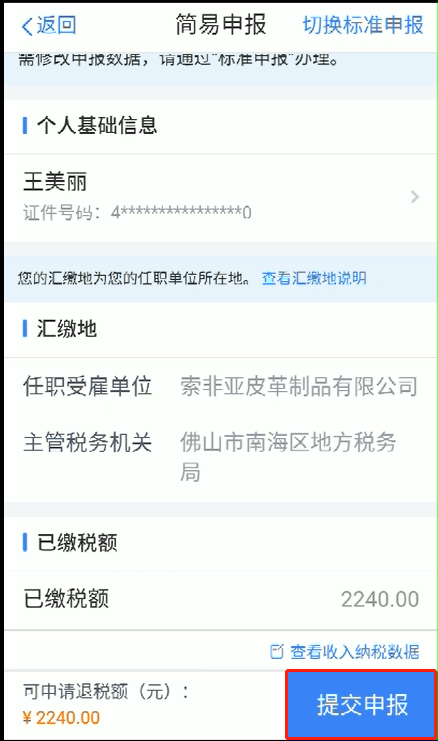 返回
简易申报
切换标准申报
需修改申报数据，请通过“标准申报”办理。
个人基础信息
王美丽
证件号码：4****************0
您的汇缴地为您的任职单位所在地。 查看汇缴地说明
汇缴地
任职受雇单位 索非亚皮革制品有限公司
主管税务机关 佛山市南海区地方税务
局
已缴税额
已缴税额 2240.00
查看收入纳税数据
可申请退税额（元）：
¥ 2240.00
提交申报